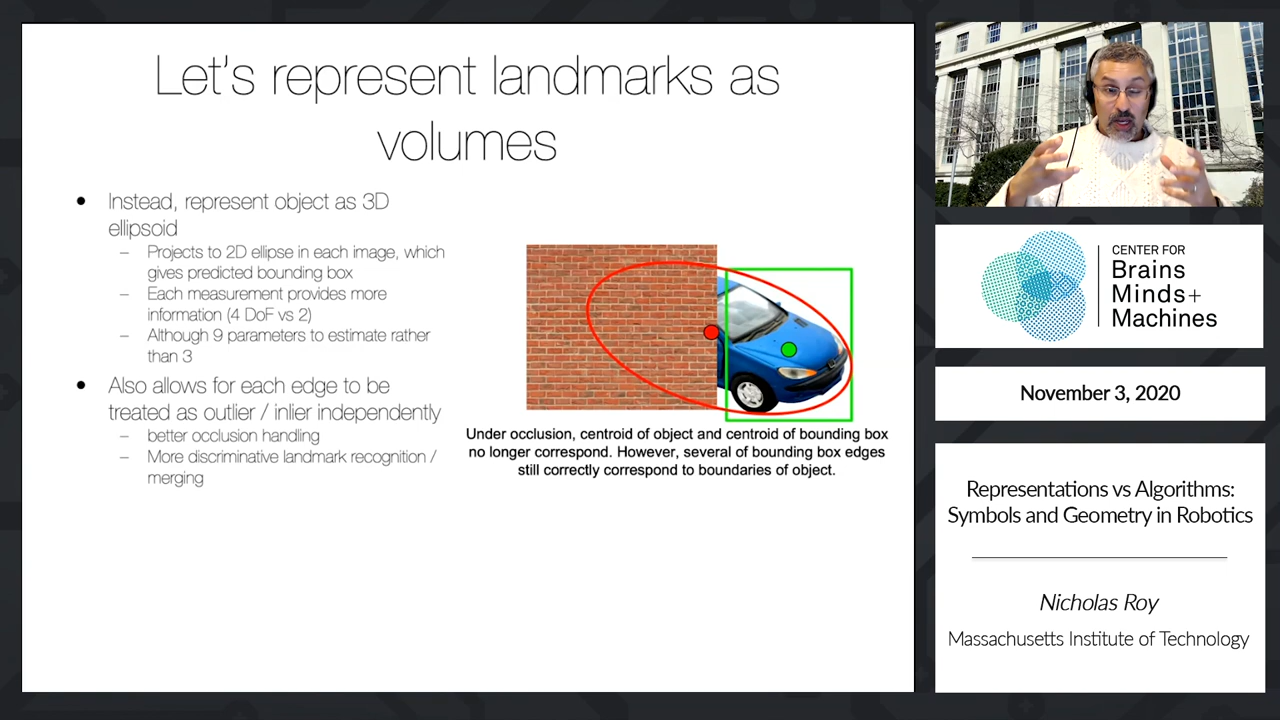 Let's represent landmarks as
volumes
• Instead, represent object as 3D
ellipsoid
– Projects to 2D ellipse in each image, which
gives predicted bounding box
– Each measurement provides more
information (4 DoF vs 2)
– Although 9 parameters to estimate rather
than 3
• Also allows for each edge to be
treated as outlier / inlier independently
– better occlusion handling
– More discriminative landmark recognition /
merging
Under occlusion, centroid of object and centroid of bounding box
no longer correspond. However, several of bounding box edges
still correctly correspond to boundaries of object.
CENTER FOR
Brains
Minds+
Machines
November 3, 2020
Representations vs Algorithms:
Symbols and Geometry in Robotics
Nicholas Roy
Massachusetts Institute of Technology